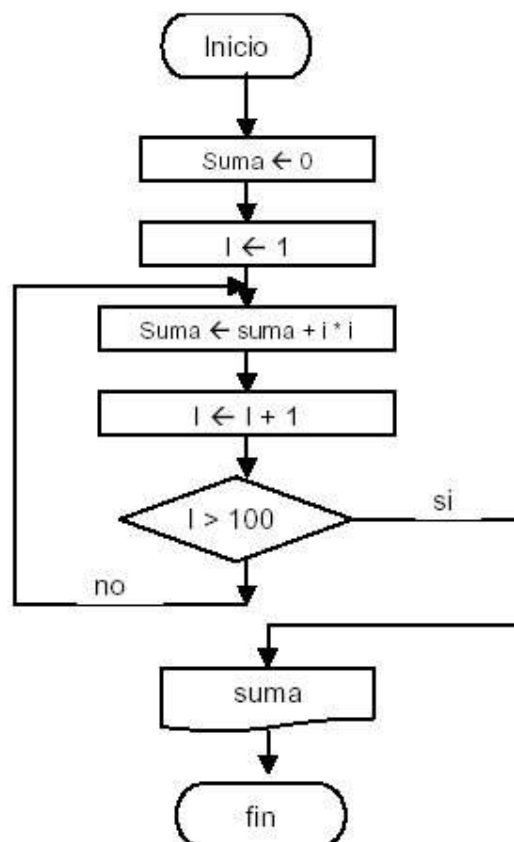 Inicio
Suma ← 0
I ← 1
Suma ← suma + i * i
I ← I + 1
I > 100
si
no
suma
fin